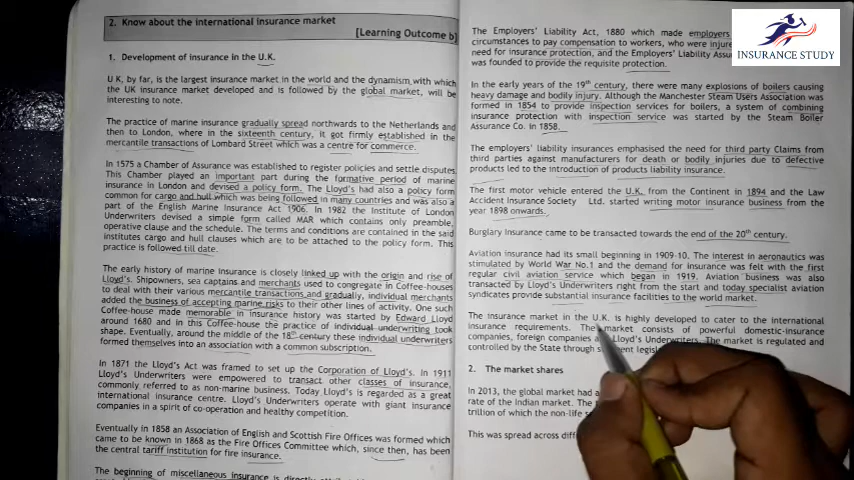 2. Know about the international insurance market
[Learning Outcome b]
1. Development of insurance in the U.K.
U K, by far, is the largest insurance market in the world and the dynamism with which
the UK insurance market developed and is followed by the global market, will be
interesting to note.
The practice of marine insurance gradually spread northwards to the Netherlands and
then to London, where in the sixteenth century, it got firmly established in the
mercantile transactions of Lombard Street which was a centre for commerce.
In 1575 a Chamber of Assurance was established to register policies and settle disputes.
This Chamber played an important part during the formative period of marine
insurance in London and devised a policy form. The Lloyd's had also a policy form
common for cargo and hull which was being followed in many countries and was also a
part of the English Marine Insurance Act 1906. In 1982 the Institute of London
Underwriters devised a simple form called MAR which contains only preamble,
operative clause and the schedule. The terms and conditions are contained in the said
institutes cargo and hull clauses which are to be attached to the policy form. This
practice is followed till date.
The early history of marine insurance is closely linked up with the origin and rise of
Lloyd's. Shipowners, sea captains and merchants used to congregate in Coffee-houses
to deal with their various mercantile transactions and gradually, individual merchants
added the business of accepting marine risks to their other lines of activity. One such
Coffee-house made memorable in insurance history was started by Edward Lloyd
around 1680 and in this Coffee-house the practice of individual underwriting took
shape. Eventually, around the middle of the 18th century these individual underwriters
formed themselves into an association with a common subscription.
In 1871 the Lloyd's Act was framed to set up the Corporation of Lloyd's. In 1911
Lloyd's Underwriters were empowered to transact other classes of insurance,
commonly referred to as non-marine business. Today Lloyd's is regarded as a great
international insurance centre. Lloyd's Underwriters operate with giant insurance
companies in a spirit of co-operation and healthy competition.
Eventually in 1858 an Association of English and Scottish Fire Offices was formed which
came to be known in 1868 as the Fire Offices Committee which, since then, has been
the central tariff institution for fire insurance.
The beginning of miscellaneous insurance is directly
The Employers' Liability Act, 1880 which made employers
circumstances to pay compensation to workers, who were injure
need for insurance protection, and the Employers' Liability Assu
was founded to provide the requisite protection.
In the early years of the 19th century, there were many explosions of boilers causing
heavy damage and bodily injury. Although the Manchester Steam Users Association was
formed in 1854 to provide inspection services for boilers, a system of combining
insurance protection with inspection service was started by the Steam Boiler
Assurance Co. in 1858.
The employer's liability insurances emphasised the need for third party Claims from
third parties against manufacturers for death or bodily injuries due to defective
products led to the introduction of products liability insurance.
The first motor vehicle entered the U.K. from the Continent in 1894 and the Law
Accident Insurance Society Ltd. started writing motor insurance business from the
year 1898 onwards.
Burglary Insurance came to be transacted towards the end of the 20th century.
Aviation insurance had its small beginning in 1909-10. The interest in aeronautics was
stimulated by World War No.1 and the demand for insurance was felt with the first
regular civil aviation service which began in 1919. Aviation business was also
transacted by Lloyd's Underwriters right from the start and today specialist aviation
syndicates provide substantial insurance facilities to the world market.
The insurance market in the U.K. is highly developed to cater to the international
insurance requirements. The market consists of powerful domestic-insurance
companies, foreign companies Lloyd's Underwriters. The market is regulated and
controlled by the State through legis
2. The market shares
In 2013, the global market had a
rate of the Indian market. The
trillion of which the non-life
This was spread across diff
INSURANCE STUDY